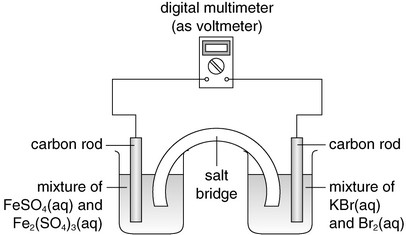 digital multimeter
(as voltmeter)
carbon rod
carbon rod
salt
bridge
mixture of
FeSO₄(aq) and
Fe₂(SO₄)₃(aq)
mixture of
KBr(aq)
and Br₂(aq)